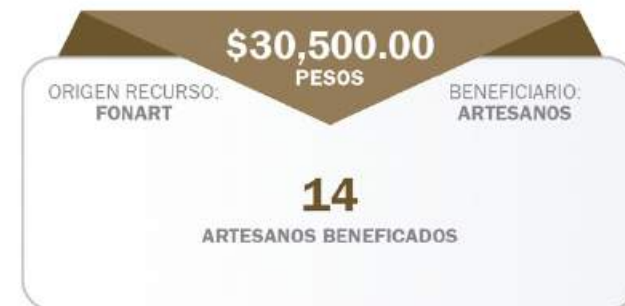 $30,500.00
PESOS
ORIGEN RECURSO:
FONART
BENEFICIARIO:
ARTESANOS
14
ARTESANOS BENEFICADOS